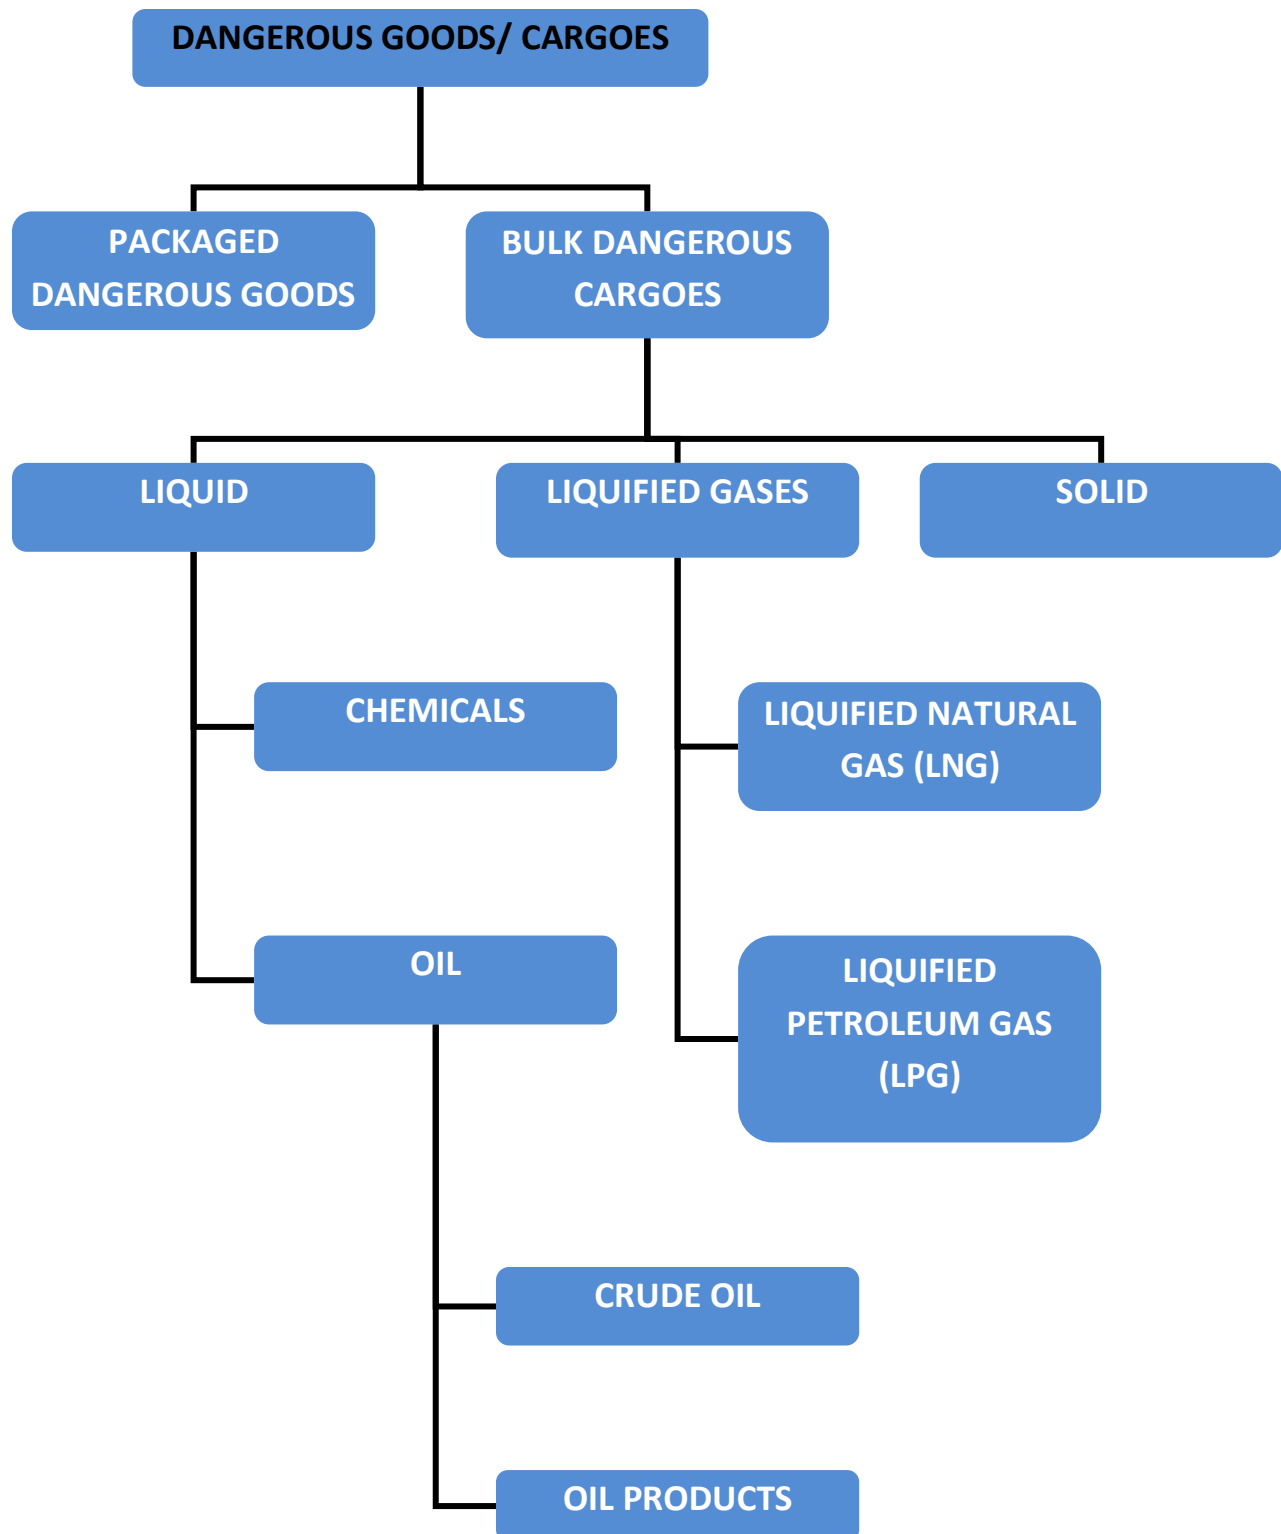 DANGEROUS GOODS/ CARGOES
PACKAGED
DANGEROUS GOODS
BULK DANGEROUS
CARGOES
LIQUID
LIQUIFIED GASES
SOLID
CHEMICALS
LIQUIFIED NATURAL
GAS (LNG)
OIL
LIQUIFIED
PETROLEUM GAS
(LPG)
CRUDE OIL
OIL PRODUCTS